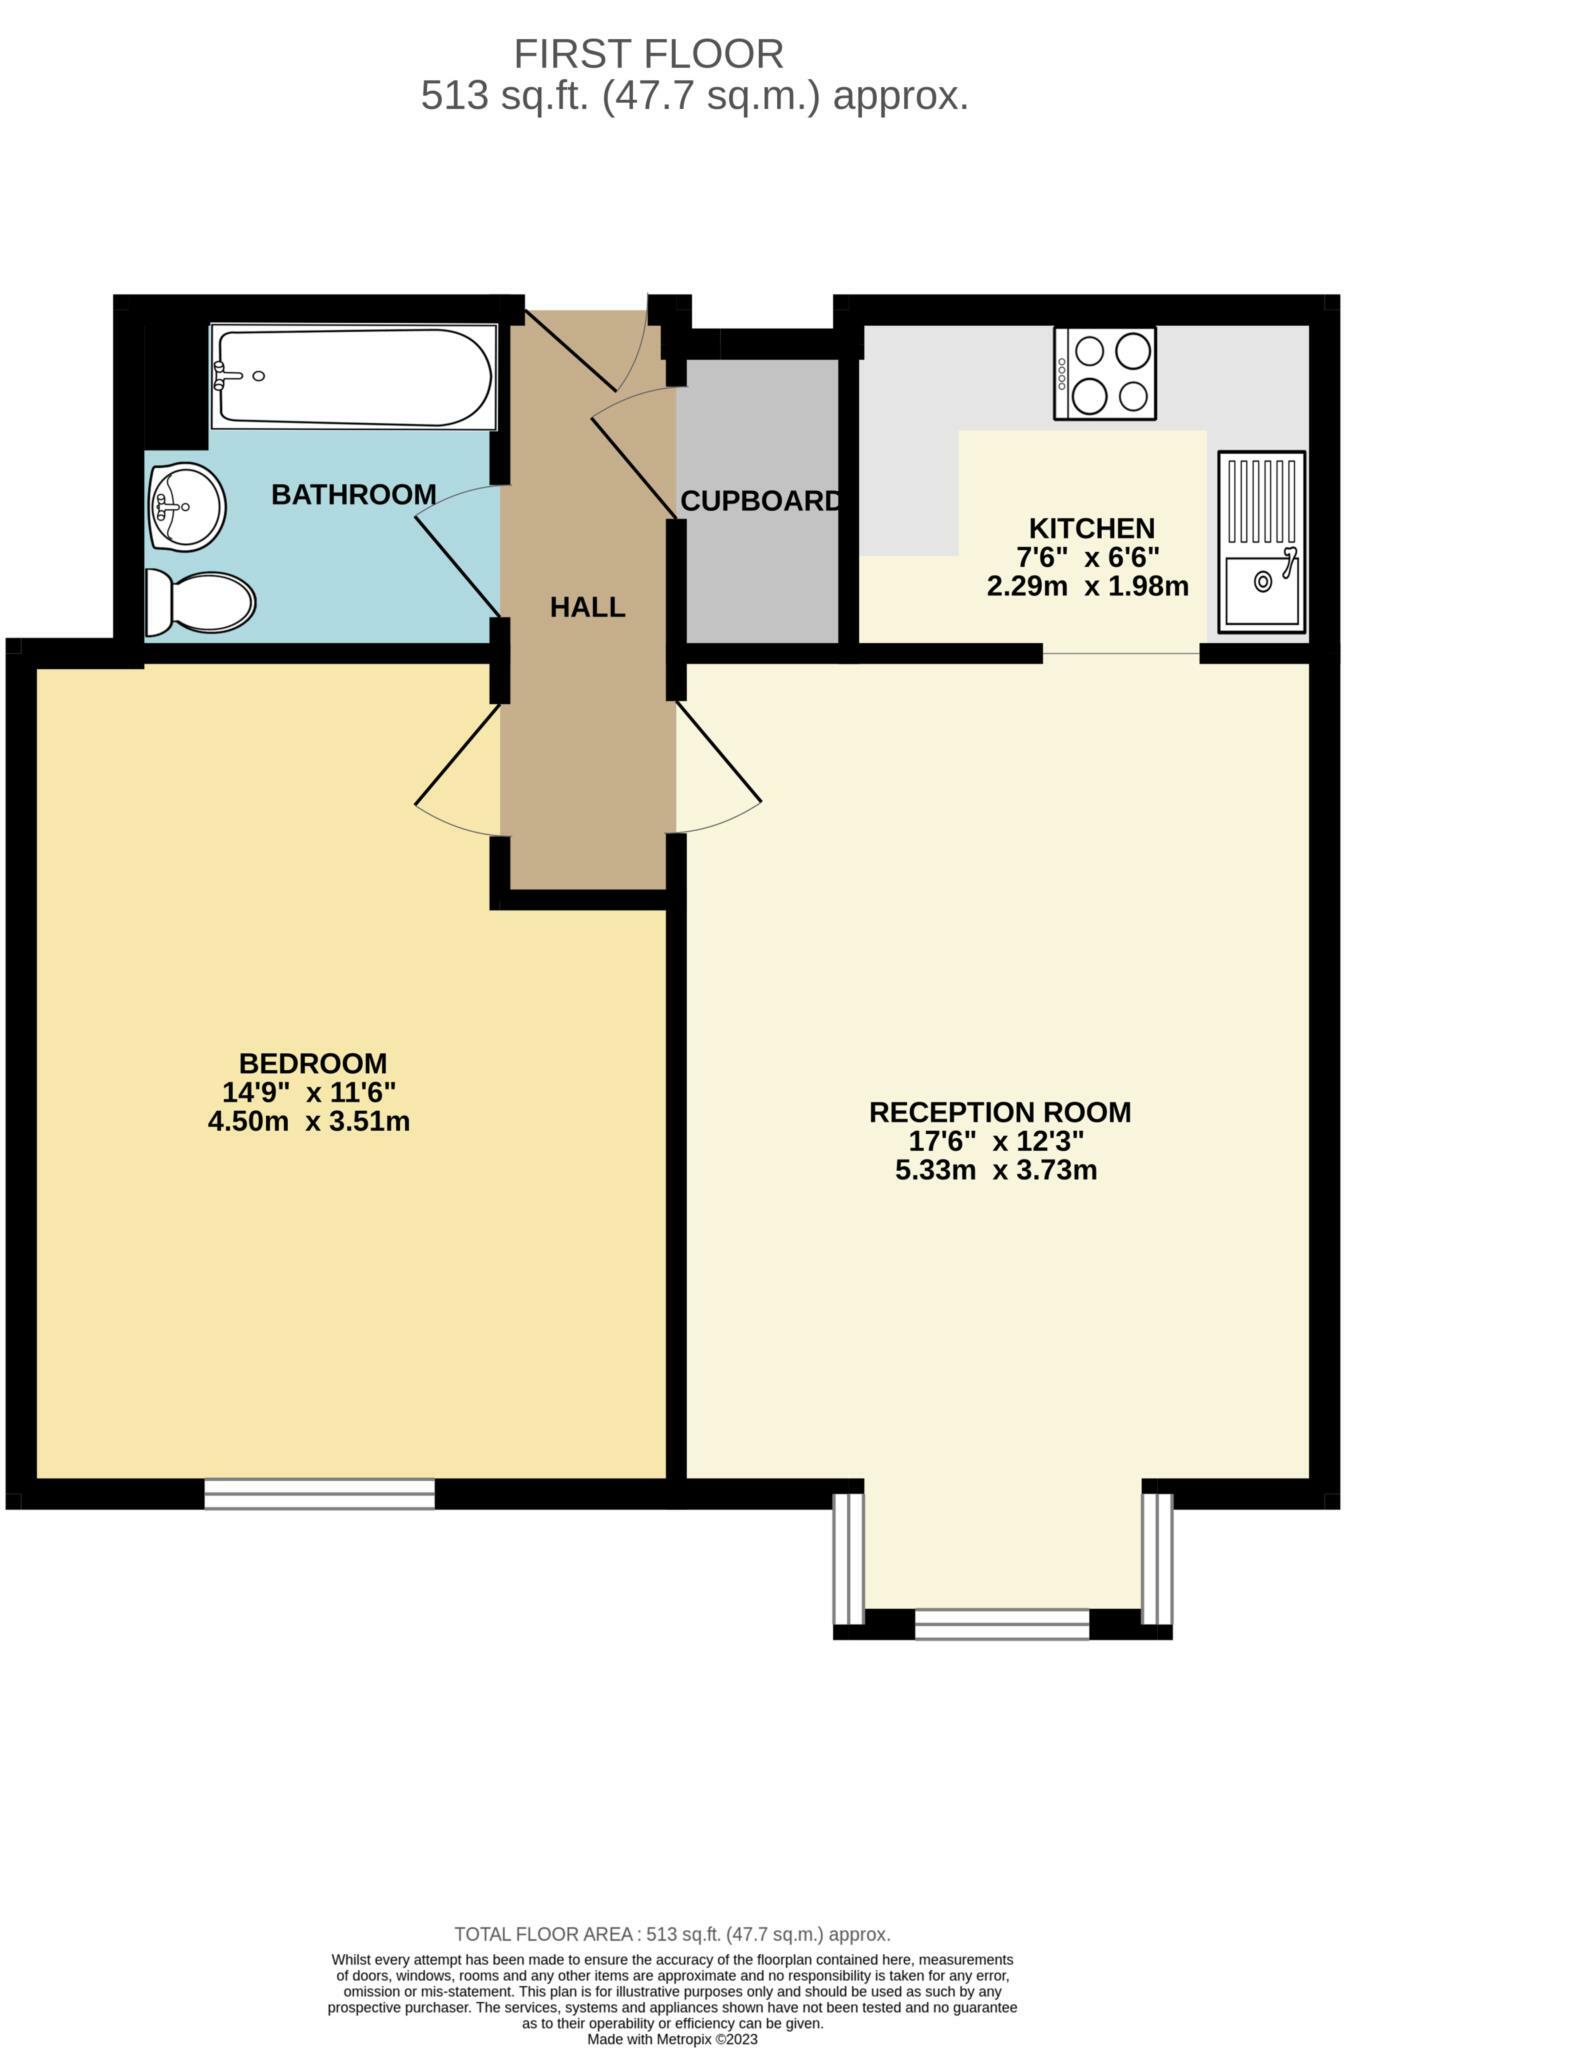 FIRST FLOOR
513 sq.ft. (47.7 sq.m.) approx.
BATHROOM
CUPBOARD
KITCHEN
7'6" x 6'6"
2.29m x 1.98m
HALL
BEDROOM
14'9" x 11'6"
4.50m x 3.51m
RECEPTION ROOM
17'6" x 12'3"
5.33m x 3.73m
TOTAL FLOOR AREA : 513 sq.ft. (47.7 sq.m.) approx.
Whilst every attempt has been made to ensure the accuracy of the floorplan contained here, measurements
of doors, windows, rooms and any other items are approximate and no responsibility is taken for any error,
omission or mis-statement. This plan is for illustrative purposes only and should be used as such by any
prospective purchaser. The services, systems and appliances shown have not been tested and no guarantee
as to their operability or efficiency can be given.
Made with Metropix ©2023